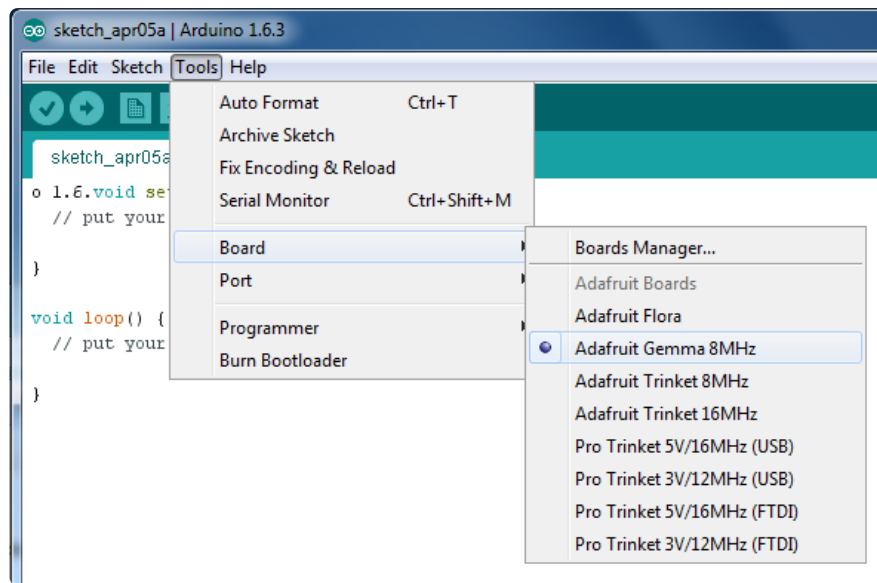 sketch_apr05a | Arduino 1.6.3
File Edit Sketch Tools Help
sketch_apr05a
o 1.6.void se
// put your
}
void loop() {
// put your
}
Auto Format Ctrl+T
Archive Sketch
Fix Encoding & Reload
Serial Monitor Ctrl+Shift+M
Board
Port
Programmer
Burn Bootloader
Boards Manager...
Adafruit Boards
Adafruit Flora
Adafruit Gemma 8MHz
Adafruit Trinket 8MHz
Adafruit Trinket 16MHz
Pro Trinket 5V/16MHz (USB)
Pro Trinket 3V/12MHz (USB)
Pro Trinket 5V/16MHz (FTDI)
Pro Trinket 3V/12MHz (FTDI)